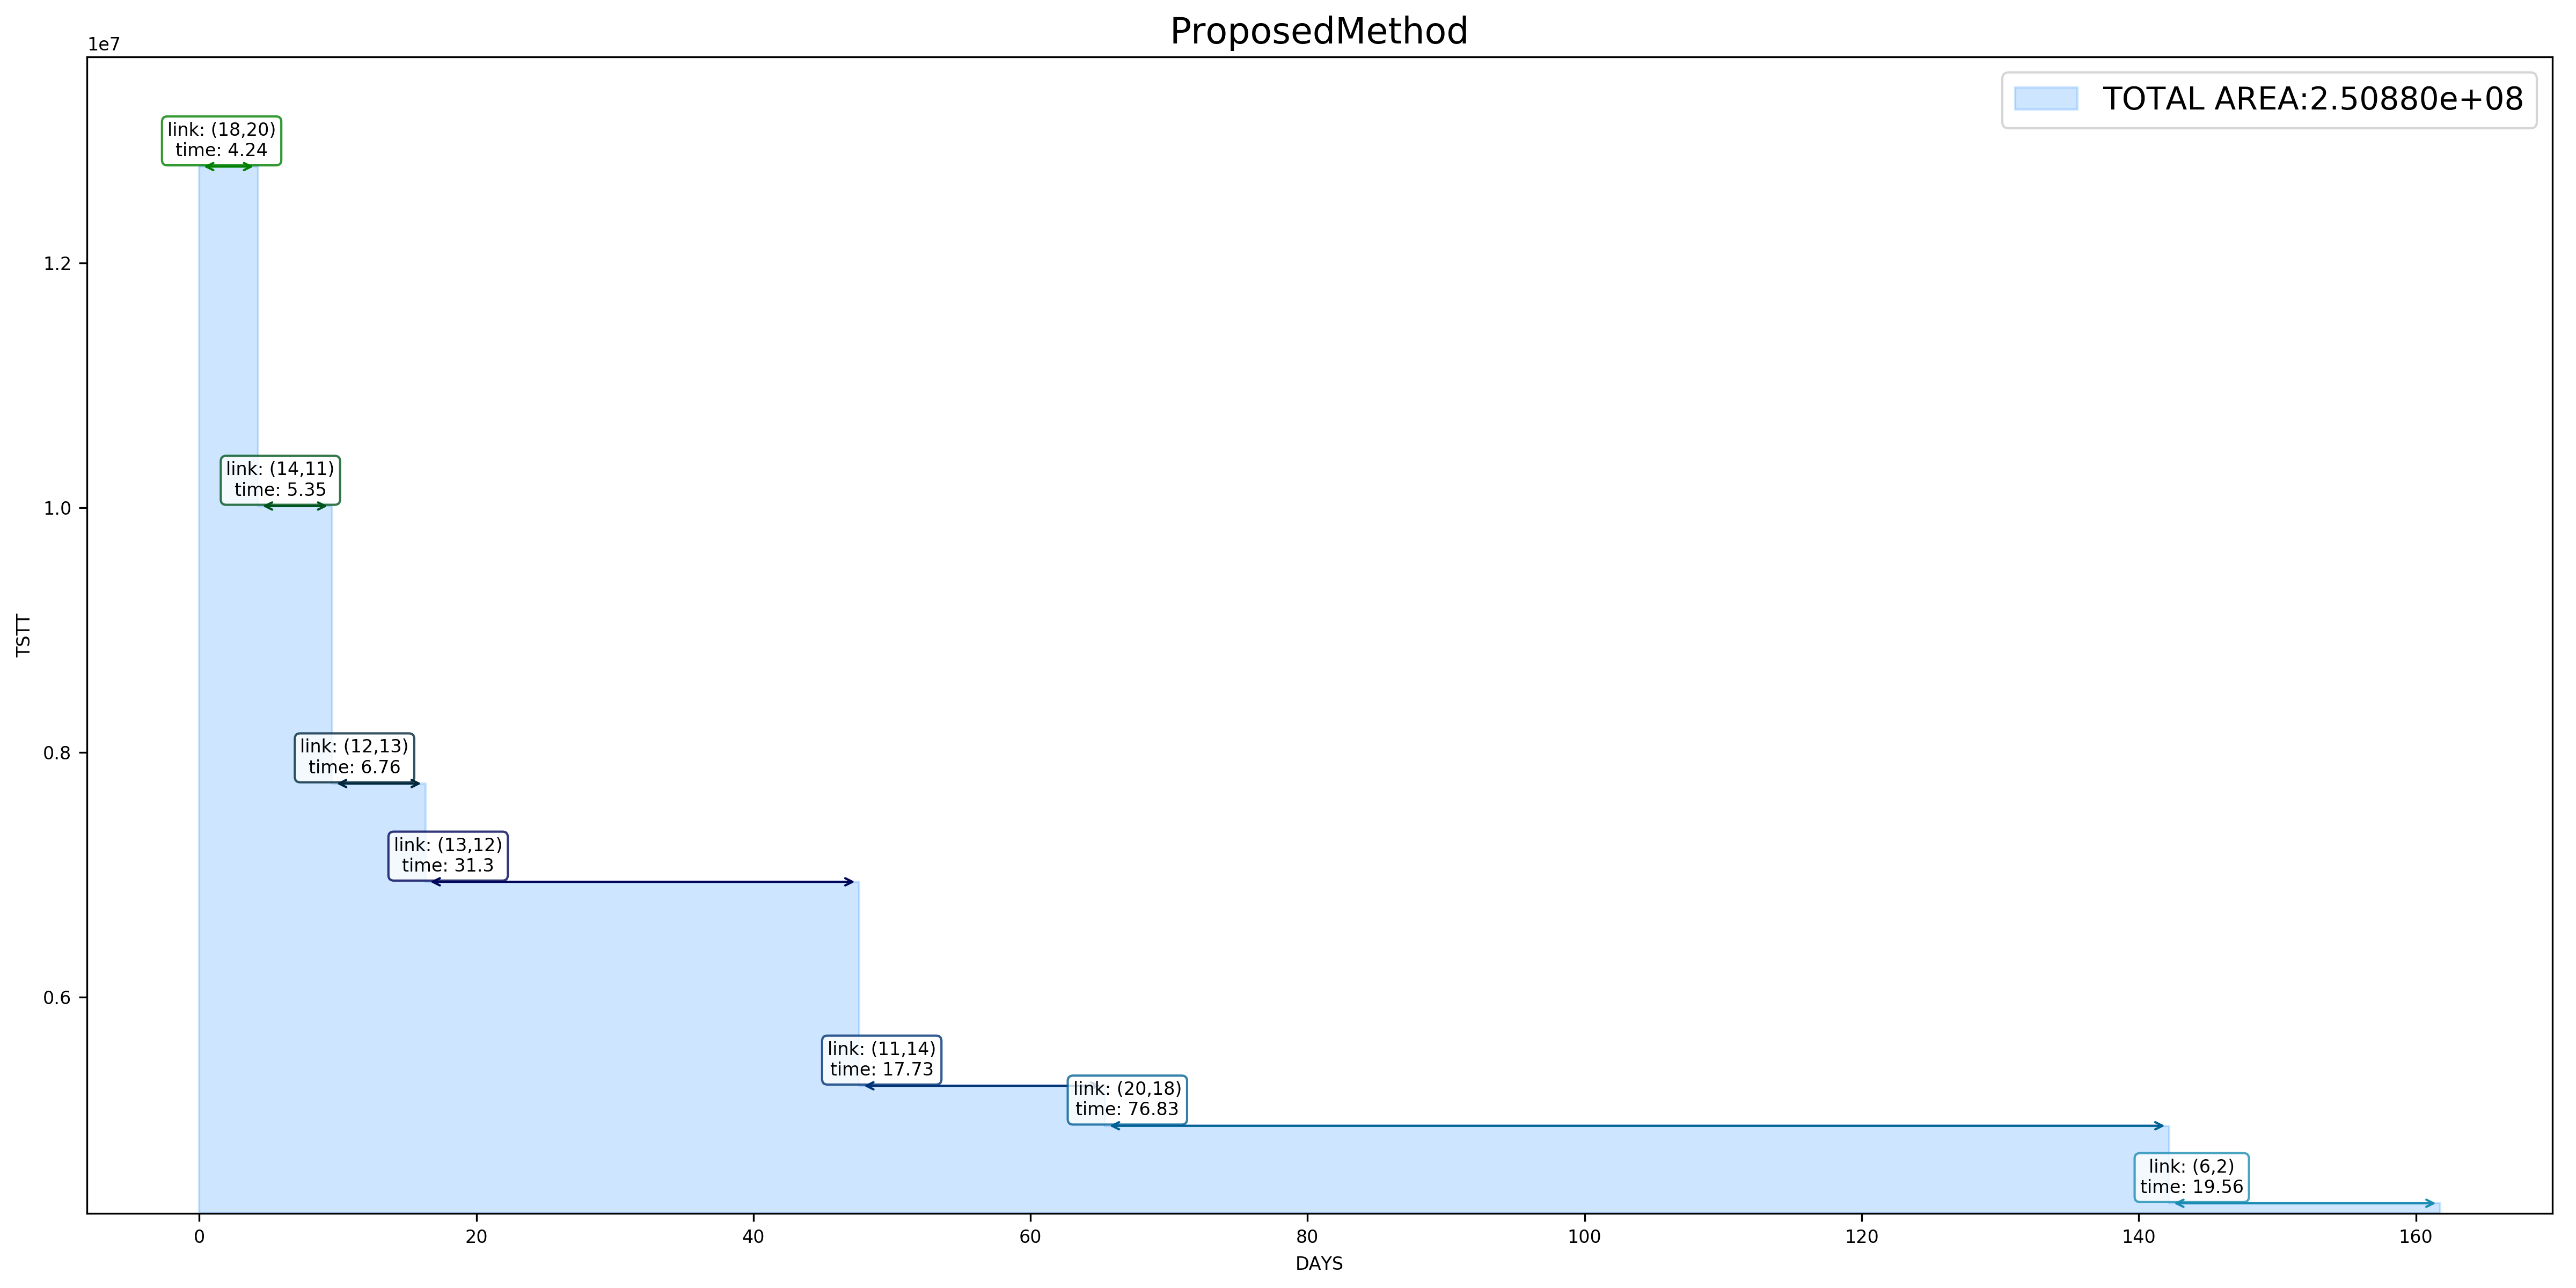 ProposedMethod
1e7
TOTAL AREA:2.50880e+08
link: (18,20)
time: 4.24
1.2
link: (14,11)
time: 5.35
1.0
link: (12,13)
time: 6.76
0.8
link: (13,12)
time: 31.3
TSTT
0.6
link: (11,14)
time: 17.73
link: (20,18)
time: 76.83
link: (6,2)
time: 19.56
0 20 40 60 80 100 120 140 160
DAYS